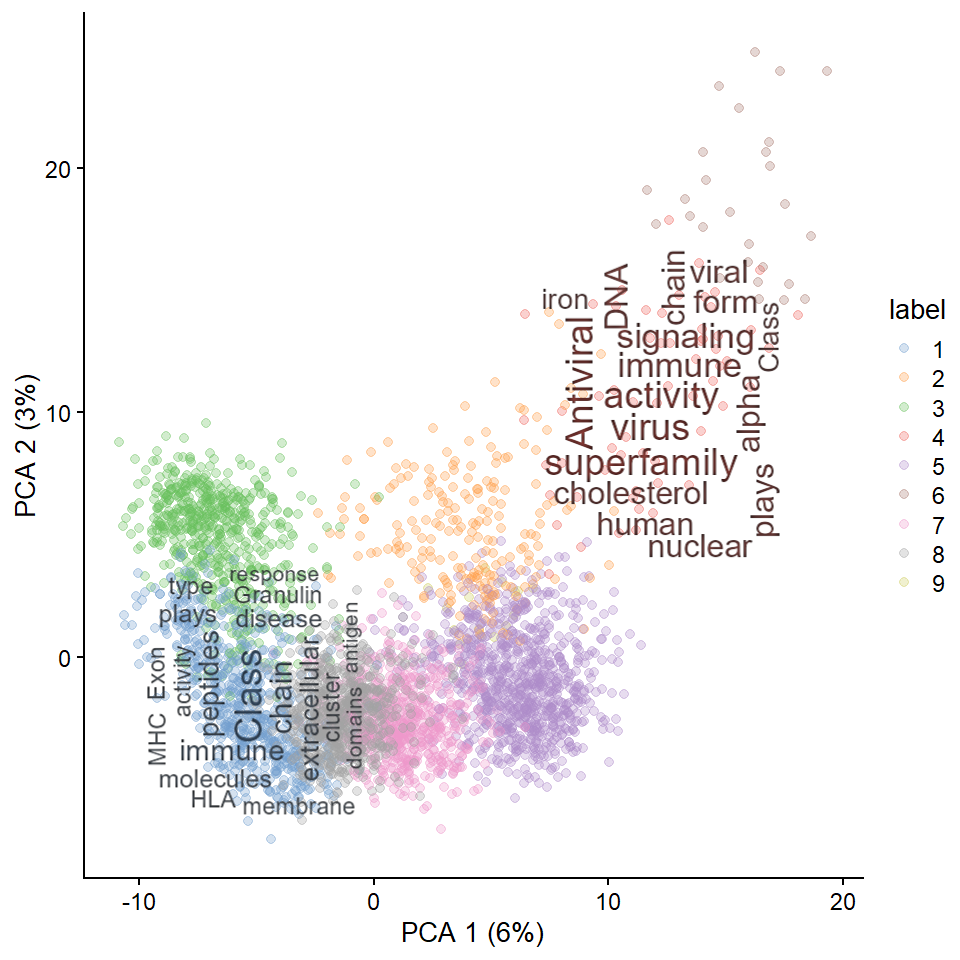 20
10
0
PCA 2 (3%)
-10
0
10
20
PCA 1 (6%)
label
1
2
3
4
5
6
7
8
9
iron
DNA
chain
viral
form
Antiviral
signaling
Class
immune
activity
alpha
virus
superfamily
cholesterol
plays
human
nuclear
type
response
Granulin
plays
disease
antigen
Exon
activity
peptides
Class
chain
extracellular
cluster
domains
MHC
immune
molecules
HLA
membrane